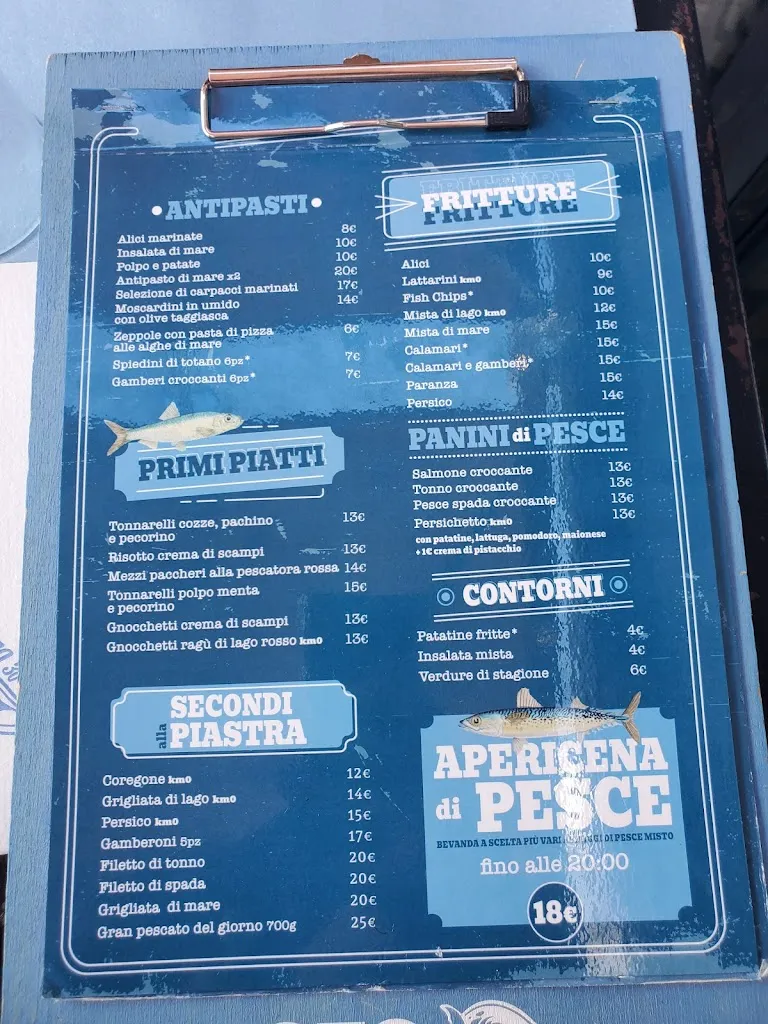 •ANTIPASTI•
Alici marinate 8€
Insalata di mare 10€
Polpo e patate 10€
Antipasto di mare x2 20€
Selezione di carpacci marinati 17€
Moscardini in umido 14€
con olive taggiasca
Zeppole con pasta di pizza 6€
alle alghe di mare
Spiedini di totano 6pz* 7€
Gamberi croccanti 6pz* 7€
PRIMI PIATTI
Tonnarelli cozze, pachino 13€
e pecorino
Risotto crema di scampi 13€
Mezzi paccheri alla pescatora rossa 14€
Tonnarelli polpo menta 15€
e pecorino
Gnocchetti crema di scampi 13€
Gnocchetti ragù di lago rosso km0 13€
SECONDI
alla PIASTRA
Coregone km0 12€
Grigliata di lago km0 14€
Persico km0 15€
Gamberoni 5pz 17€
Filetto di tonno 20€
Filetto di spada 20€
Grigliata di mare 20€
Gran pescato del giorno 700g 25€
FRITTURE
FRITTURE
FRITTURE
Alici 10€
Lattarini km0 9€
Fish Chips* 10€
Mista di lago km0 12€
Mista di mare 15€
Calamari* 15€
Calamari e gamberi* 15€
Paranza 15€
Persico 14€
PANINI di PESCE
Salmone croccante 13€
Tonno croccante 13€
Pesce spada croccante 13€
Persichetto km0 13€
con patatine, lattuga, pomodoro, maionese
+1€ crema di pistacchio
CONTORNI
Patatine fritte* 4€
Insalata mista 4€
Verdure di stagione 6€
APERICENA
di PESCE
BEVANDA A SCELTA PIÙ VARI DI PESCE MISTO
fino alle 20:00
18€